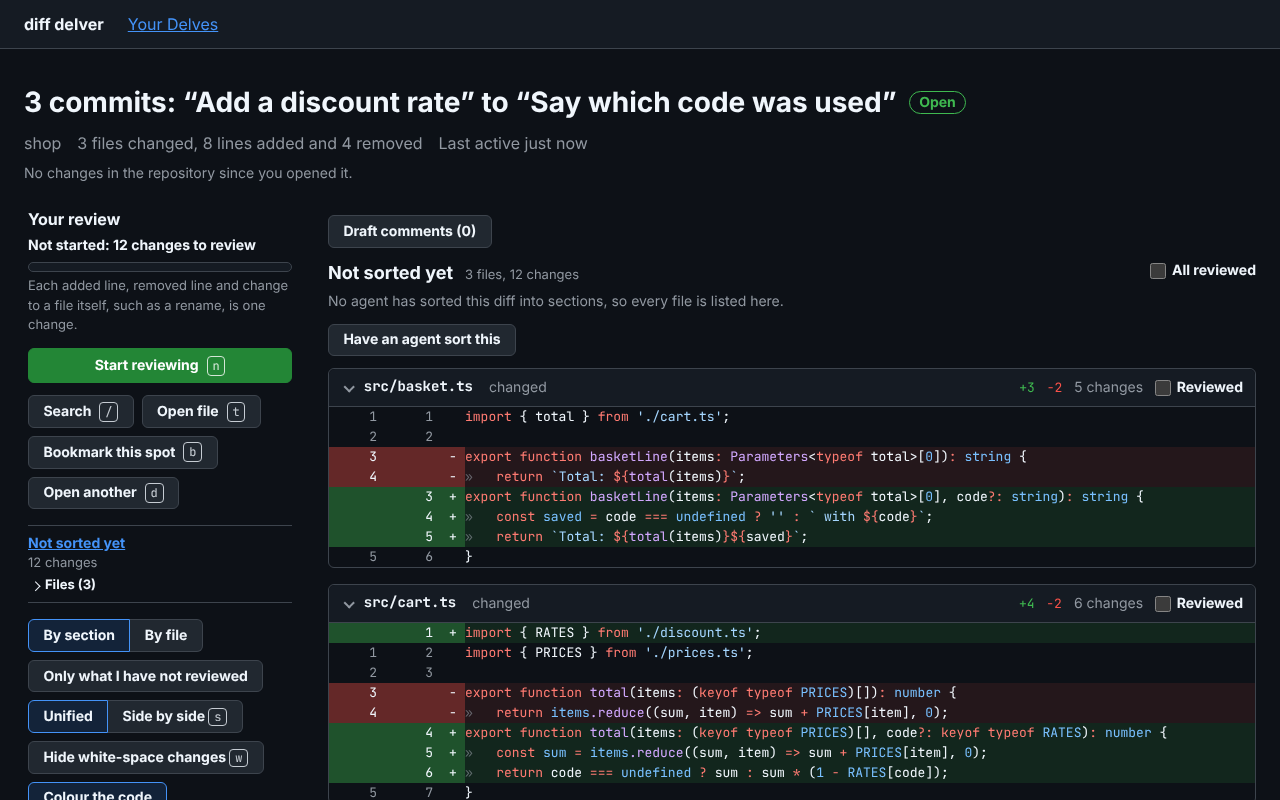 diff delver Your Delves
3 commits: “Add a discount rate” to “Say which code was used” Open
shop 3 files changed, 8 lines added and 4 removed Last active just now
No changes in the repository since you opened it.
Your review
Not started: 12 changes to review
Each added line, removed line and change
to a file itself, such as a rename, is one
change.
Start reviewing n
Search / Open file t
Bookmark this spot b
Open another d
Not sorted yet
12 changes
Files (3)
By section By file
Only what I have not reviewed
Unified Side by side s
Hide white-space changes w
Colour the code
Draft comments (0)
Not sorted yet 3 files, 12 changes All reviewed
No agent has sorted this diff into sections, so every file is listed here.
Have an agent sort this
src/basket.ts changed +3 -2 5 changes Reviewed
1 1 import { total } from './cart.ts';
2 2
3 - export function basketLine(items: Parameters<typeof total>[0]): string {
4 - » return `Total: ${total(items)}`;
3 + export function basketLine(items: Parameters<typeof total>[0], code?: string): string {
4 + » const saved = code === undefined ? '' : ` with ${code}`;
5 + » return `Total: ${total(items)}${saved}`;
5 6 }
src/cart.ts changed +4 -2 6 changes Reviewed
1 + import { RATES } from './discount.ts';
1 2 import { PRICES } from './prices.ts';
2 3
3 - export function total(items: (keyof typeof PRICES)[]): number {
4 - » return items.reduce((sum, item) => sum + PRICES[item], 0);
4 + export function total(items: (keyof typeof PRICES)[], code?: keyof typeof RATES): number {
5 + » const sum = items.reduce((sum, item) => sum + PRICES[item], 0);
6 + » return code === undefined ? sum : sum * (1 - RATES[code]);
5 7 }